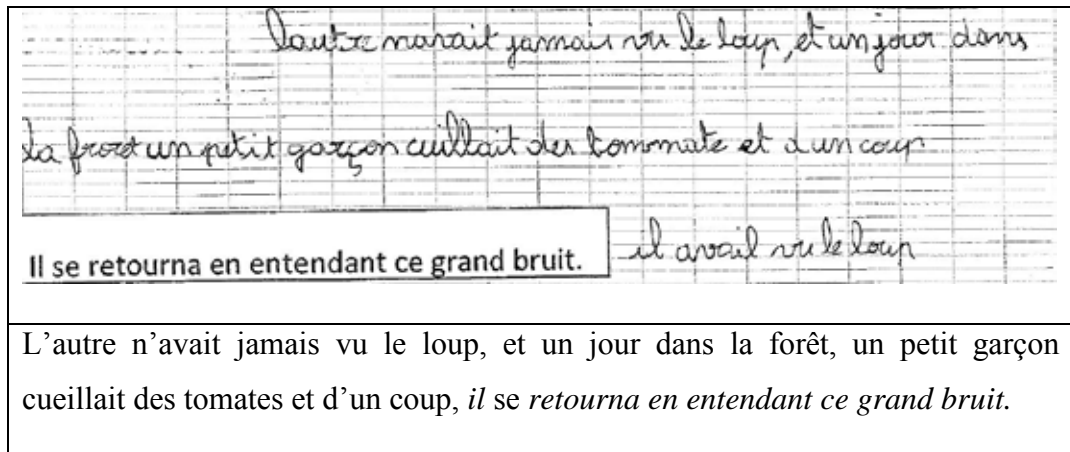 lautre navait jamais vu le loup, et un jour dans
la frorêt un petit garçon cuillait des tommate et d'un coup
Il se retourna en entendant ce grand bruit. il avail vu le loup
L’autre n’avait jamais vu le loup, et un jour dans la forêt, un petit garçon
cueillait des tomates et d’un coup, il se retourna en entendant ce grand bruit.